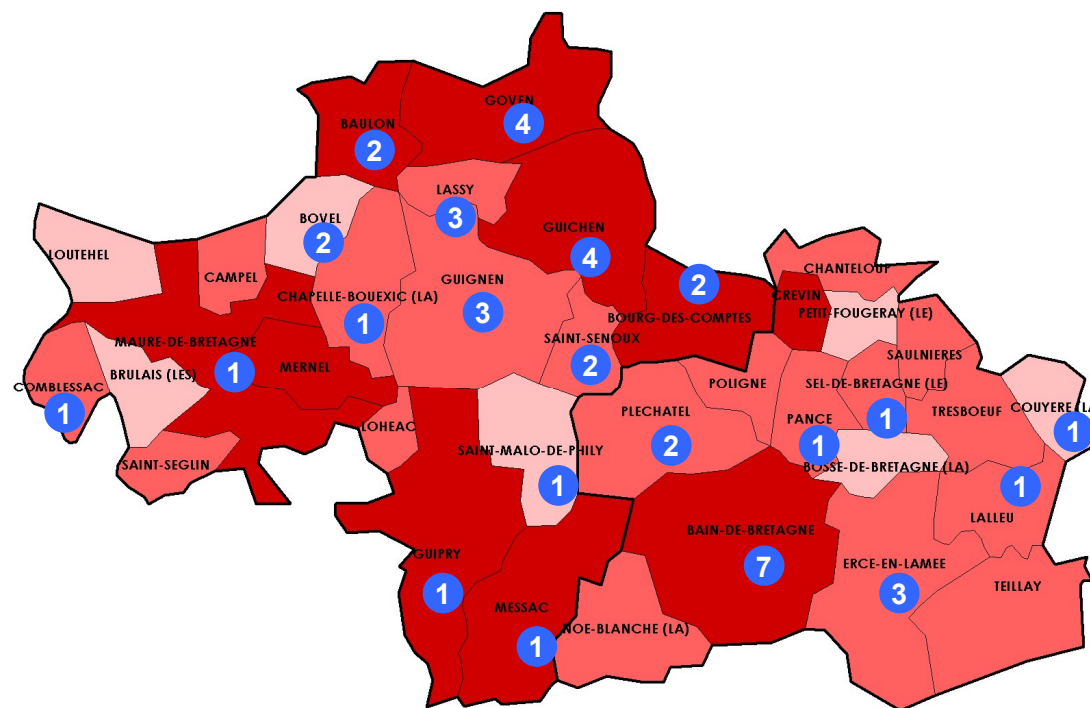 GOVEN
4
BAULON
2
LASSY
3
BOVEL
2
GUICHEN
4
LOUTEHEL
CAMPEL
CHANTELOUP
CREVIN
2
GUIGNEN
3
CHAPELLE-BOUEXIC (LA)
1
BOURG-DES-COMPTES
PETIT-FOUGERAY (LE)
SAINT-SENOUX
2
MAURE-DE-BRETAGNE
1
MERNEL
BRULAIS (LES)
COMBLESSAC
1
POLIGNE
SAULNIERES
SEL-DE-BRETAGNE (LE)
1
PLECHATEL
2
PANCE
1
TRESBOEUF
COUYERE (LA
1
LOHEAC
SAINT-MALO-DE-PHILY
1
SAINT-SEGLIN
BOSSE-DE-BRETAGNE (LA)
1
LALLEU
BAIN-DE-BRETAGNE
7
GUIPRY
1
ERCE-EN-LAMEE
3
TEILLAY
MESSAC
1
NOE-BLANCHE (LA)